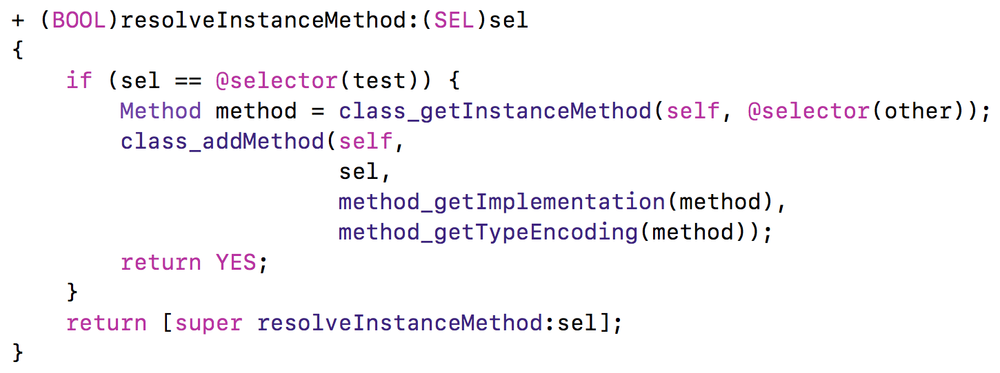 + (BOOL)resolveInstanceMethod:(SEL)sel
{
    if (sel == @selector(test)) {
        Method method = class_getInstanceMethod(self, @selector(other));
        class_addMethod(self,
                        sel,
                        method_getImplementation(method),
                        method_getTypeEncoding(method));
        return YES;
    }
    return [super resolveInstanceMethod:sel];
}